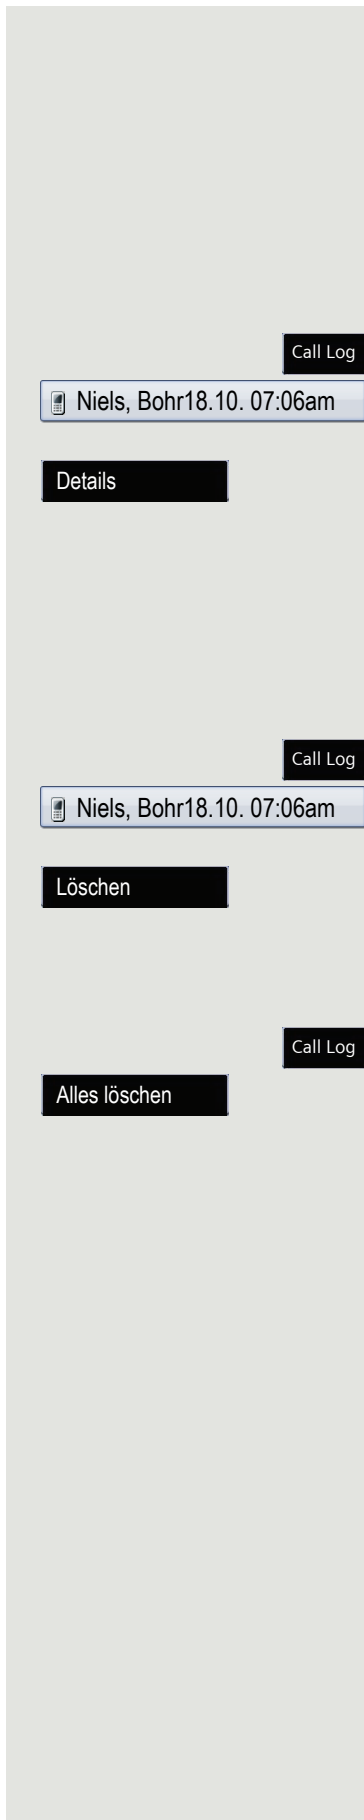 Call Log
Niels, Bohr18.10. 07:06am
Details
Call Log
Niels, Bohr18.10. 07:06am
Löschen
Call Log
Alles löschen